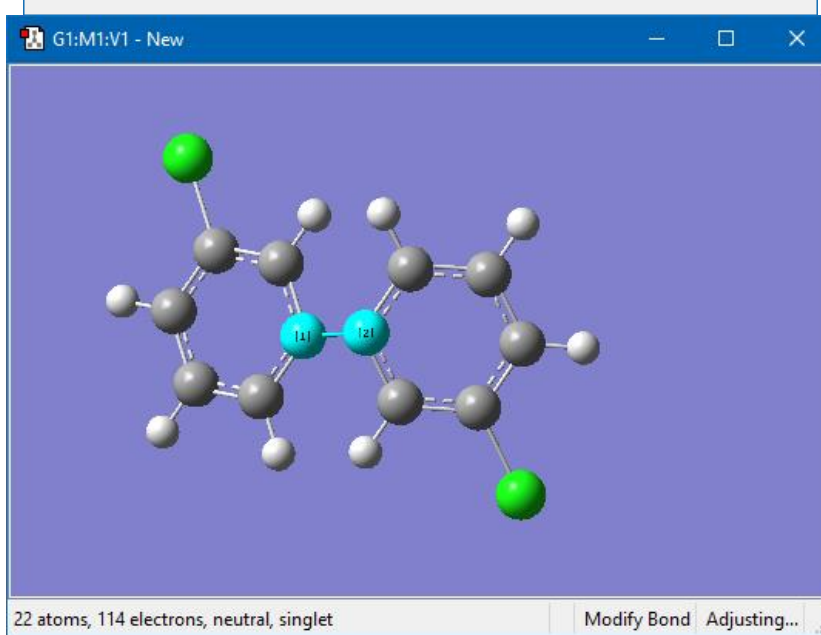 G1:M1:V1 - New
|1| |2|
22 atoms, 114 electrons, neutral, singlet Modify Bond Adjusting...